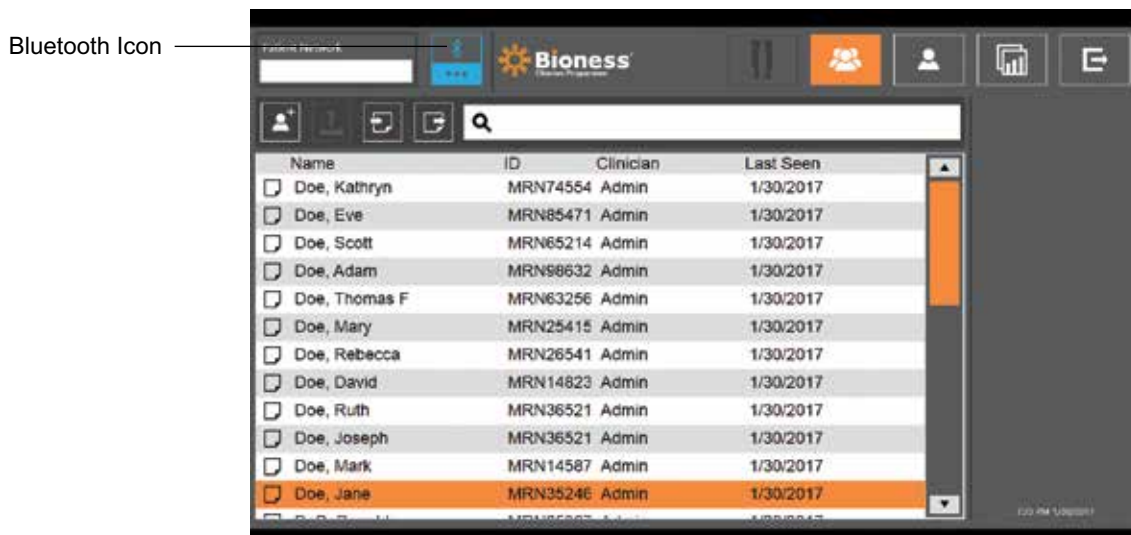 Bluetooth Icon
Patient Network
Bioness
Clinician Programmer
Name ID Clinician Last Seen
Doe, Kathryn MRN74554 Admin 1/30/2017
Doe, Eve MRN85471 Admin 1/30/2017
Doe, Scott MRN65214 Admin 1/30/2017
Doe, Adam MRN98632 Admin 1/30/2017
Doe, Thomas F MRN63256 Admin 1/30/2017
Doe, Mary MRN25415 Admin 1/30/2017
Doe, Rebecca MRN26541 Admin 1/30/2017
Doe, David MRN14823 Admin 1/30/2017
Doe, Ruth MRN36521 Admin 1/30/2017
Doe, Joseph MRN36521 Admin 1/30/2017
Doe, Mark MRN14587 Admin 1/30/2017
Doe, Jane MRN35246 Admin 1/30/2017